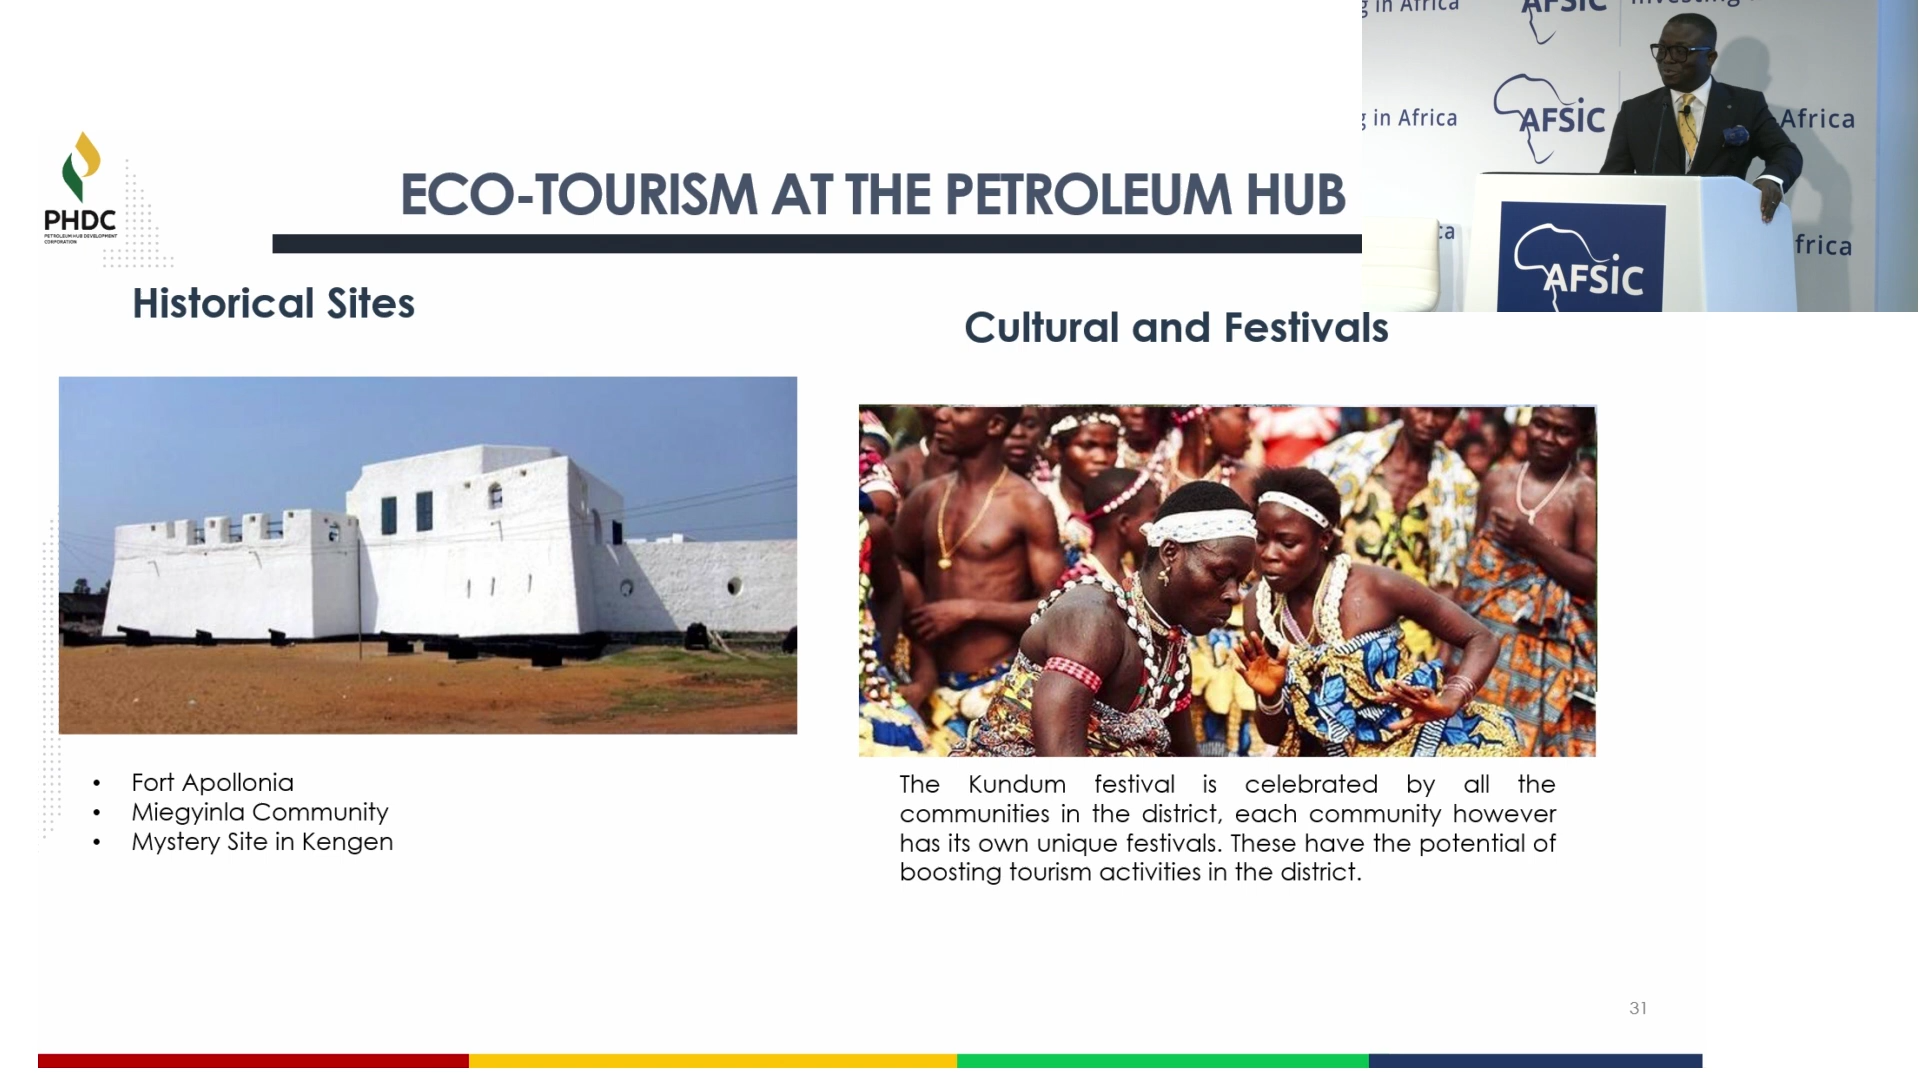 g in Africa
AFSIC
AFSIC
g in Africa
Africa
ca
frica
AFSIC
PHDC
PETROLEUM HUB DEVELOPMENT
CORPORATION
ECO-TOURISM AT THE PETROLEUM HUB
Historical Sites
Cultural and Festivals
• Fort Apollonia
• Miegyinla Community
• Mystery Site in Kengen
The Kundum festival is celebrated by all the
communities in the district, each community however
has its own unique festivals. These have the potential of
boosting tourism activities in the district.
31